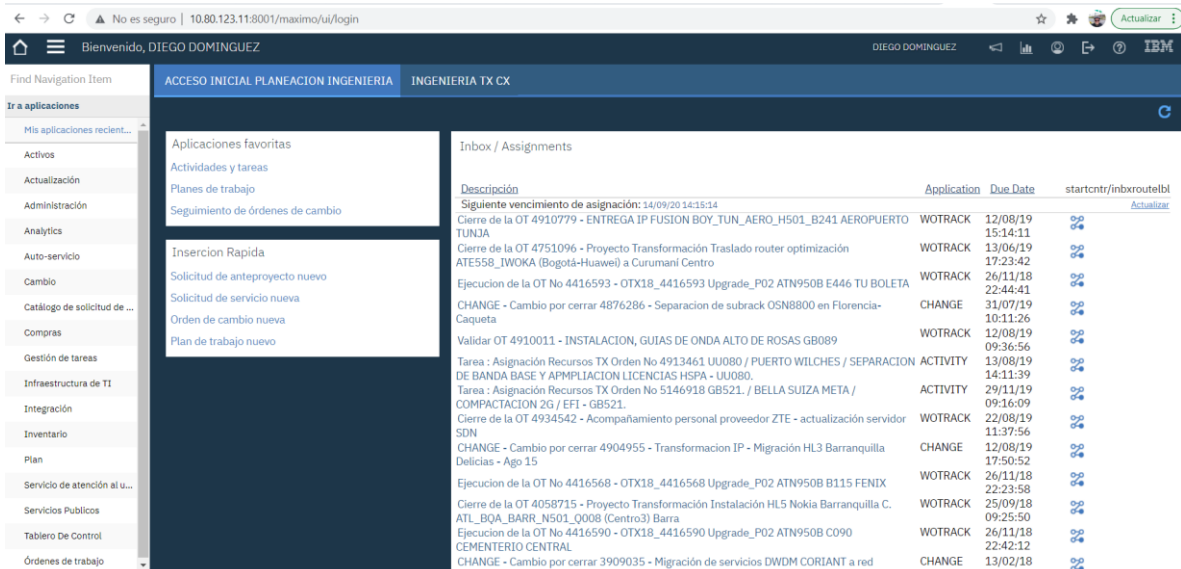 No es seguro | 10.80.123.11:8001/maximo/ui/login
Actualizar
Bienvenido, DIEGO DOMINGUEZ
DIEGO DOMINGUEZ
IBM
Find Navigation Item
ACCESO INICIAL PLANEACION INGENIERIA
INGENIERIA TX CX
Ir a aplicaciones
Mis aplicaciones recient...
Activos
Actualización
Administración
Analytics
Auto-servicio
Cambio
Catálogo de solicitud de ...
Compras
Gestión de tareas
Infraestructura de TI
Integración
Inventario
Plan
Servicio de atención al u...
Servicios Publicos
Tablero De Control
Órdenes de trabajo
Aplicaciones favoritas
Actividades y tareas
Planes de trabajo
Seguimiento de órdenes de cambio
Insercion Rapida
Solicitud de anteproyecto nuevo
Solicitud de servicio nueva
Orden de cambio nueva
Plan de trabajo nuevo
Inbox / Assignments
Descripción Application Due Date startcntr/inbxroutelbl
Siguiente vencimiento de asignación: 14/09/20 14:15:14 Actualizar
Cierre de la OT 4910779 - ENTREGA IP FUSION BOY_TUN_AERO_H501_B241 AEROPUERTO WOTRACK 12/08/19
TUNJA 15:14:11
Cierre de la OT 4751096 - Proyecto Transformación Traslado router optimización WOTRACK 13/06/19
ATE558_IWOKA (Bogotá-Huawei) a Curumaní Centro 17:23:42
Ejecucion de la OT No 4416593 - OTX18_4416593 Upgrade_P02 ATN950B E446 TU BOLETA WOTRACK 26/11/18
22:44:41
CHANGE - Cambio por cerrar 4876286 - Separacion de subrack OSN8800 en Florencia- CHANGE 31/07/19
Caqueta 10:11:26
Validar OT 4910011 - INSTALACION, GUIAS DE ONDA ALTO DE ROSAS GB089 WOTRACK 12/08/19
09:36:56
Tarea : Asignación Recursos TX Orden No 4913461 UU080 / PUERTO WILCHES / SEPARACION ACTIVITY 13/08/19
DE BANDA BASE Y APMPLIACION LICENCIAS HSPA - UU080. 14:11:39
Tarea : Asignación Recursos TX Orden No 5146918 GB521. / BELLA SUIZA META / ACTIVITY 29/11/19
COMPACTACION 2G / EFI - GB521. 09:16:09
Cierre de la OT 4934542 - Acompañamiento personal proveedor ZTE - actualización servidor WOTRACK 22/08/19
SDN 11:37:56
CHANGE - Cambio por cerrar 4904955 - Transformacion IP - Migración HL3 Barranquilla CHANGE 12/08/19
Delicias - Ago 15 17:50:52
Ejecucion de la OT No 4416568 - OTX18_4416568 Upgrade_P02 ATN950B B115 FENIX WOTRACK 26/11/18
22:23:58
Cierre de la OT 4058715 - Proyecto Transformación Instalación HL5 Nokia Barranquilla C. WOTRACK 25/09/18
ATL_BQA_BARR_N501_Q008 (Centro3) Barra 09:25:50
Ejecucion de la OT No 4416590 - OTX18_4416590 Upgrade_P02 ATN950B C090 WOTRACK 26/11/18
CEMENTERIO CENTRAL 22:42:12
CHANGE - Cambio por cerrar 3909035 - Migración de servicios DWDM CORIANT a red CHANGE 13/02/18